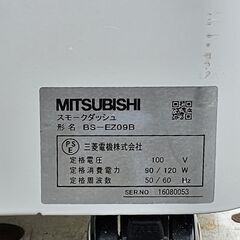 MITSUBISHI
スモークダッシュ
形名 BS-EZ09B
PSE 三菱電機株式会社
定格電圧 100 V
定格消費電力 90/120 W
定格周波数 50/60 Hz
SER.NO 16080053